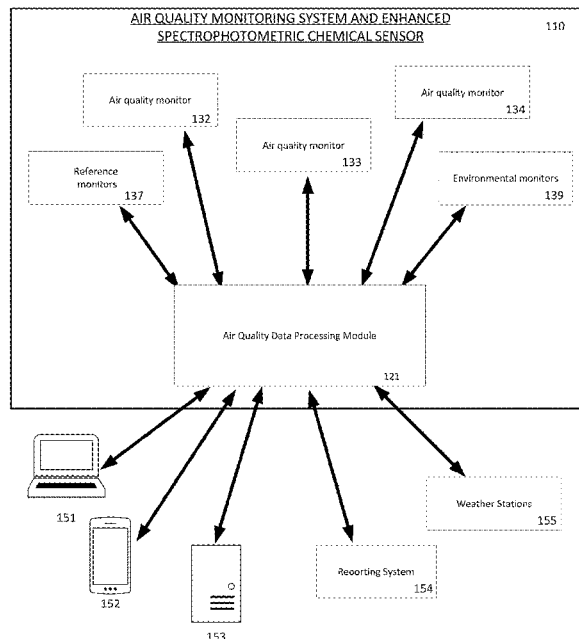 AIR QUALITY MONITORING SYSTEM AND ENHANCED
SPECTROPHOTOMETRIC CHEMICAL SENSOR
110
Air quality monitor
132
Air quality monitor
133
Air quality monitor
134
Reference
monitors
137
Environmental monitors
139
Air Quality Data Processing Module
121
151
152
153
Reporting System
154
Weather Stations
155